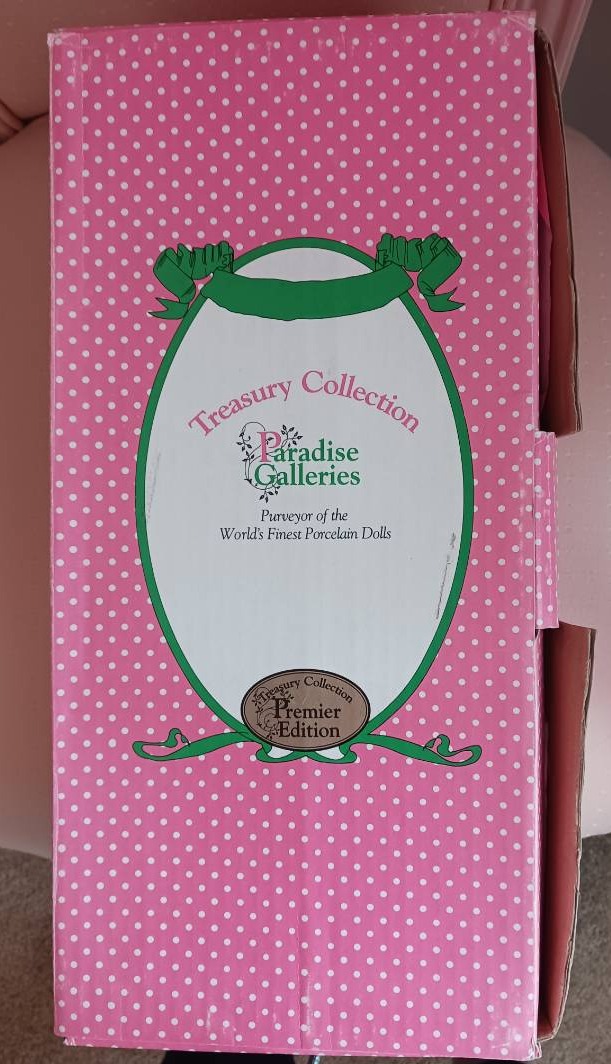 Treasury Collection
Paradise
Galleries
Purveyor of the
World's Finest Porcelain Dolls
Treasury Collection
Premier
Edition